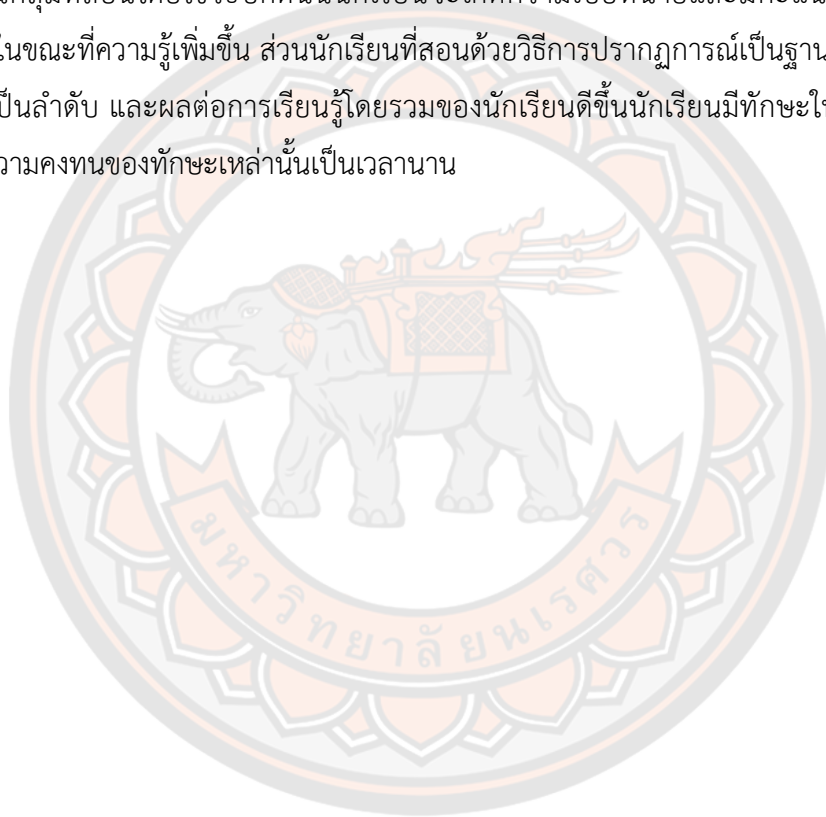 ในขณะที่ความรู้เพิ่มขึ้น ส่วนนักเรียนที่สอนด้วยวิธีการปรากฏการณ์เป็นฐาน
เป็นลำดับ และผลต่อการเรียนรู้โดยรวมของนักเรียนดีขึ้นนักเรียนมีทักษะใ
วามคงทนของทักษะเหล่านั้นเป็นเวลานาน
มหาวิทยาลัยนเรศวร